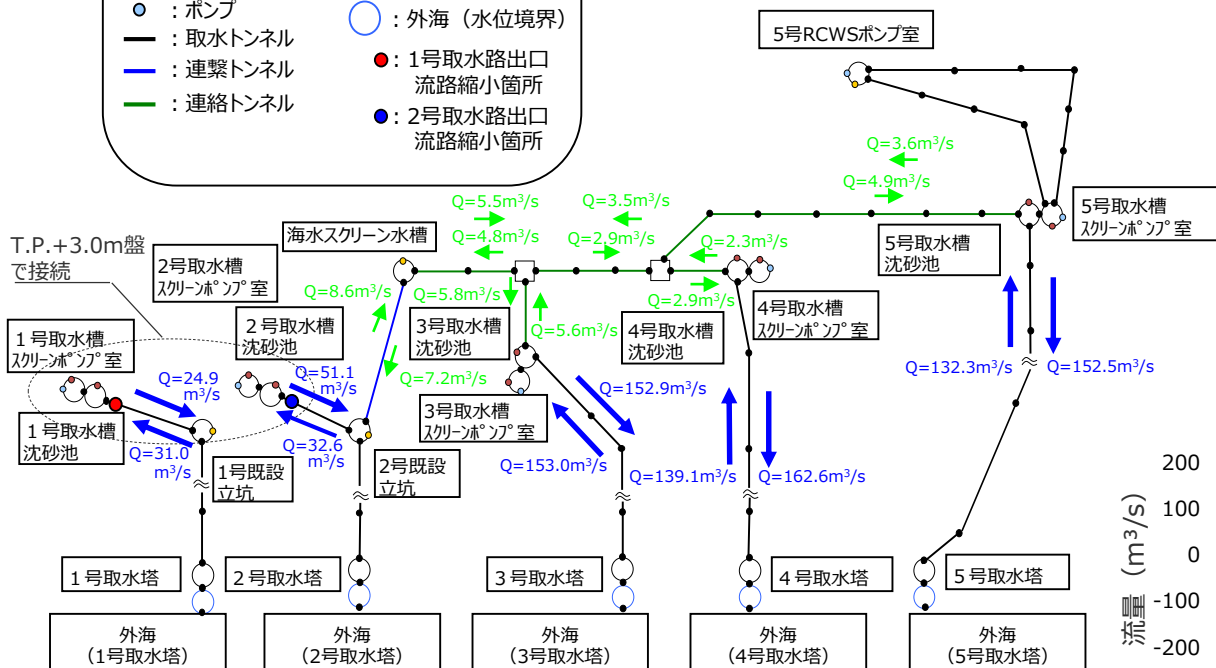 : ポンプ
: 取水トンネル
: 連繋トンネル
: 連絡トンネル
: 外海（水位境界）
: 1号取水路出口
流路縮小箇所
: 2号取水路出口
流路縮小箇所
5号RCWSポンプ室
Q=3.6m³/s
Q=4.9m³/s
Q=5.5m³/s
Q=3.5m³/s
5号取水槽
スクリーンポンプ室
T.P.+3.0m盤
で接続
2号取水槽
スクリーンポンプ室
海水スクリーン水槽
Q=4.8m³/s
Q=2.9m³/s
Q=2.3m³/s
5号取水槽
沈砂池
Q=8.6m³/s
Q=5.8m³/s
Q=2.9m³/s
4号取水槽
スクリーンポンプ室
1号取水槽
スクリーンポンプ室
2号取水槽
沈砂池
3号取水槽
沈砂池
Q=5.6m³/s
4号取水槽
沈砂池
Q=24.9
m³/s
Q=51.1
m³/s
Q=7.2m³/s
Q=152.9m³/s
Q=132.3m³/s
Q=152.5m³/s
1号取水槽
沈砂池
Q=31.0
m³/s
Q=32.6
m³/s
3号取水槽
スクリーンポンプ室
1号既設
立坑
2号既設
立坑
Q=153.0m³/s
Q=139.1m³/s
Q=162.6m³/s
200
100
0
-100
-200
流量（m³/s）
1号取水塔
2号取水塔
3号取水塔
4号取水塔
5号取水塔
外海
（1号取水塔）
外海
（2号取水塔）
外海
（3号取水塔）
外海
（4号取水塔）
外海
（5号取水塔）